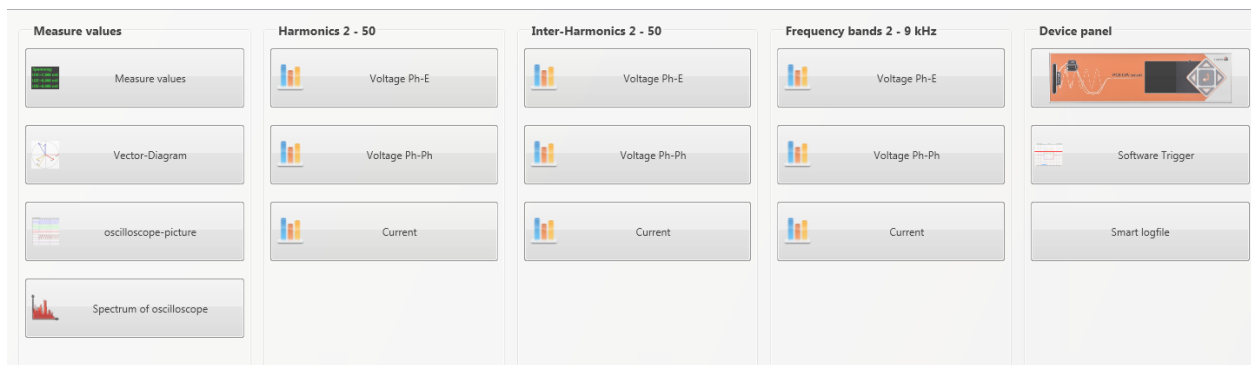 Measure values
Measure values
Vector-Diagram
oscilloscope-picture
Spectrum of oscilloscope
Harmonics 2 - 50
Voltage Ph-E
Voltage Ph-Ph
Current
Inter-Harmonics 2 - 50
Voltage Ph-E
Voltage Ph-Ph
Current
Frequency bands 2 - 9 kHz
Voltage Ph-E
Voltage Ph-Ph
Current
Device panel
Software Trigger
Smart logfile